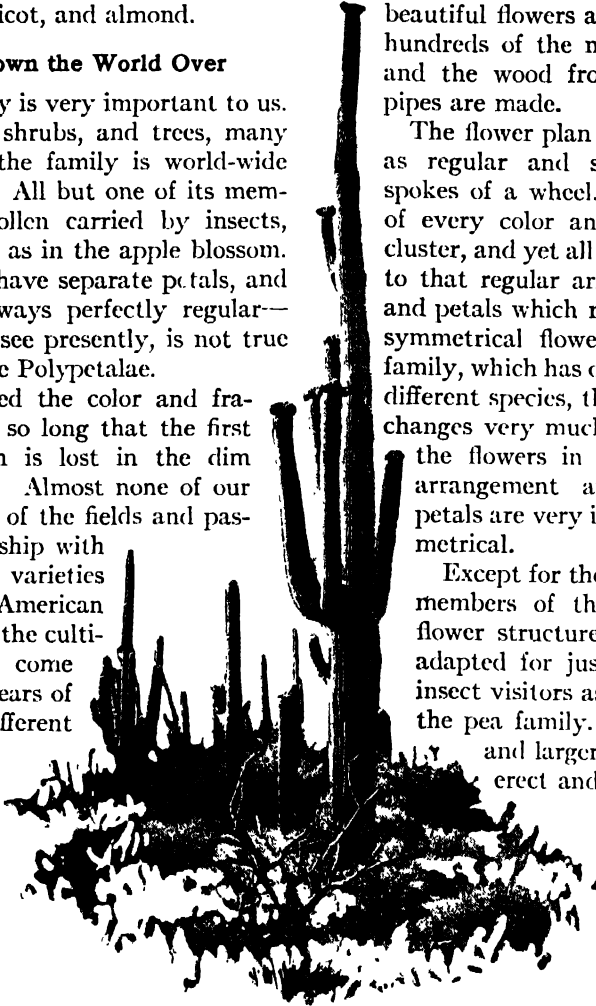 icot, and almond.
own the World Over
y is very important to us.
shrubs, and trees, many
the family is world-wide
All but one of its mem-
ollen carried by insects,
as in the apple blossom.
have separate petals, and
ways perfectly regular—
see presently, is not true
e Polypetalae.
ed the color and fra-
so long that the first
n is lost in the dim
Almost none of our
of the fields and pas-
ship with
varieties
American
the culti-
come
ears of
fferent
beautiful flowers a
hundreds of the m
and the wood fro
pipes are made.
The flower plan
as regular and s
spokes of a wheel.
of every color an
cluster, and yet all
to that regular ar
and petals which r
symmetrical flowe
family, which has
different species, th
changes very much
the flowers in
arrangement a
petals are very i
metrical.
Except for the
members of th
flower structure
adapted for jus
insect visitors as
the pea family.
and larger
erect and